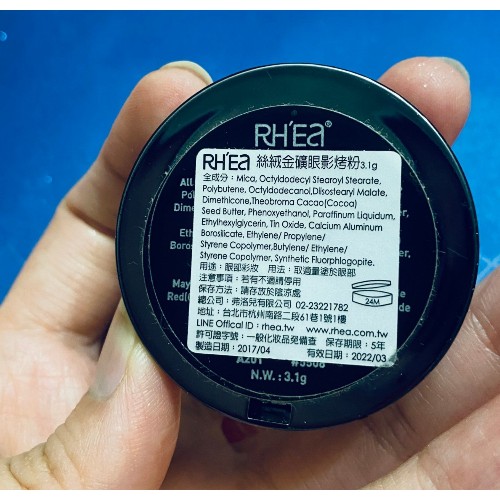 RH'Ea®
RH'Ea 絲絨金礦眼影烤粉3.1g
全成分：Mica, Octyldodecyl Stearoyl Stearate,
Polybutene, Octyldodecanol,Diisostearyl Malate,
Dimethicone,Theobroma Cacao(Cocoa)
Seed Butter, Phenoxyethanol, Paraffinum Liquidum,
Ethylhexylglycerin, Tin Oxide, Calcium Aluminum
Borosilicate, Ethylene/ Propylene/
Styrene Copolymer,Butylene/ Ethylene/
Styrene Copolymer, Synthetic Fluorphlogopite.
用途：眼部彩妝 用法：取適量塗於眼部
注意事項：若有不適請停用
保存方法：請存放於陰涼處
24M
總公司：弗洛兒有限公司 02-23221782
地址：台北市杭州南路二段61巷1號1樓
LINE Offical ID：rhea.tw www.rhea.com.tw
許可證字號：一般化妝品免備查 保存期限：5年
製造日期：2017/04 有效日期：2022/03
N.W.: 3.1g